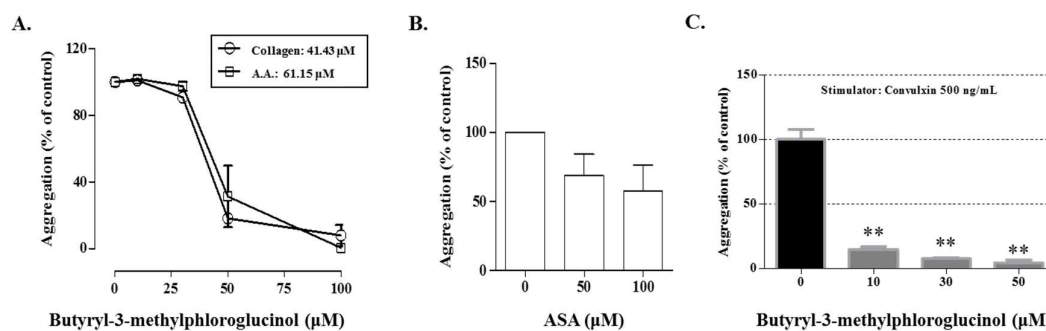 A.
Aggregation (% of control)
120
80
40
0
Collagen: 41.43 µM
A.A.: 61.15 µM
0 25 50 75 100
Butyryl-3-methylphloroglucinol (µM)
B.
Aggregation (% of control)
150
100
50
0
0 50 100
ASA (µM)
C.
Aggregation (% of control)
150
100
50
0
Stimulator: Convulxin 500 ng/mL
** ** **
0 10 30 50
Butyryl-3-methylphloroglucinol (µM)